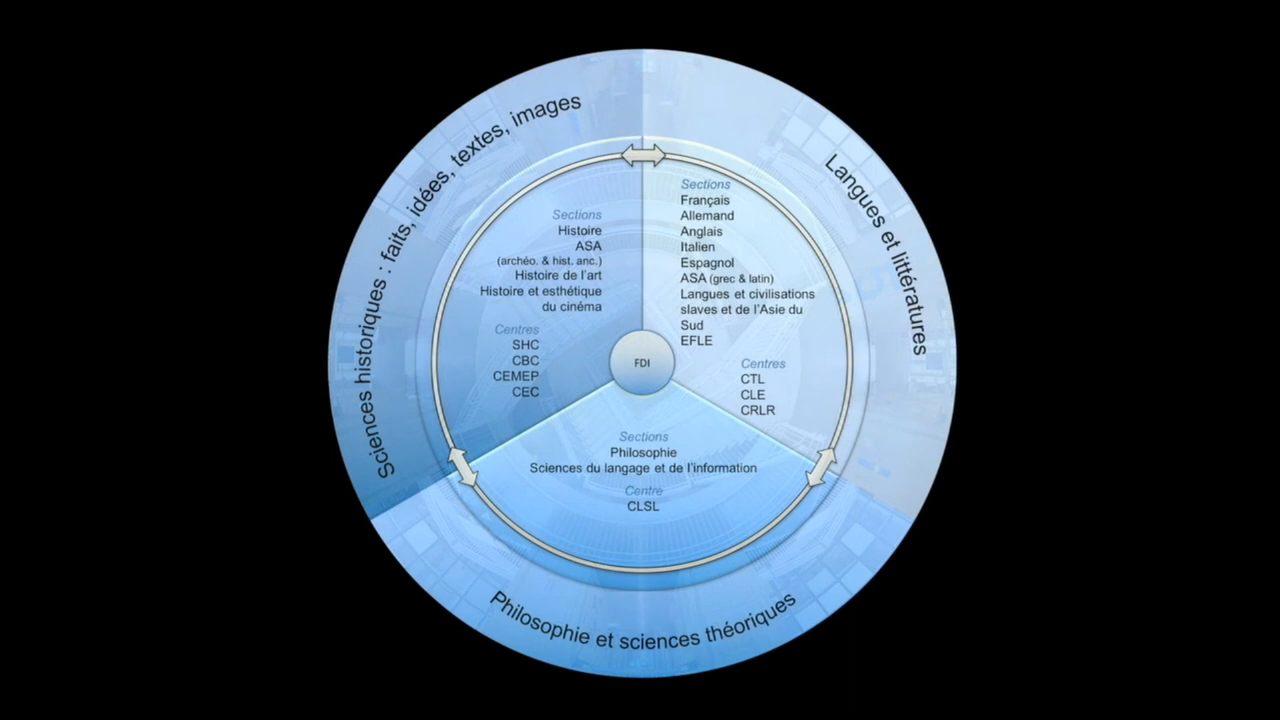 Sciences historiques : faits, idées, textes, images
Sections
Histoire
ASA
(archéo. & hist. anc.)
Histoire de l'art
Histoire et esthétique
du cinéma
Centres
SHC
CBC
CEMEP
CEC
Langues et littératures
Sections
Français
Allemand
Anglais
Italien
Espagnol
ASA (grec & latin)
Langues et civilisations
slaves et de l'Asie du
Sud
EFLE
Centres
CTL
CLE
CRLR
FDI
Sections
Philosophie
Sciences du langage et de l'information
Centre
CLSL
Philosophie et sciences théoriques